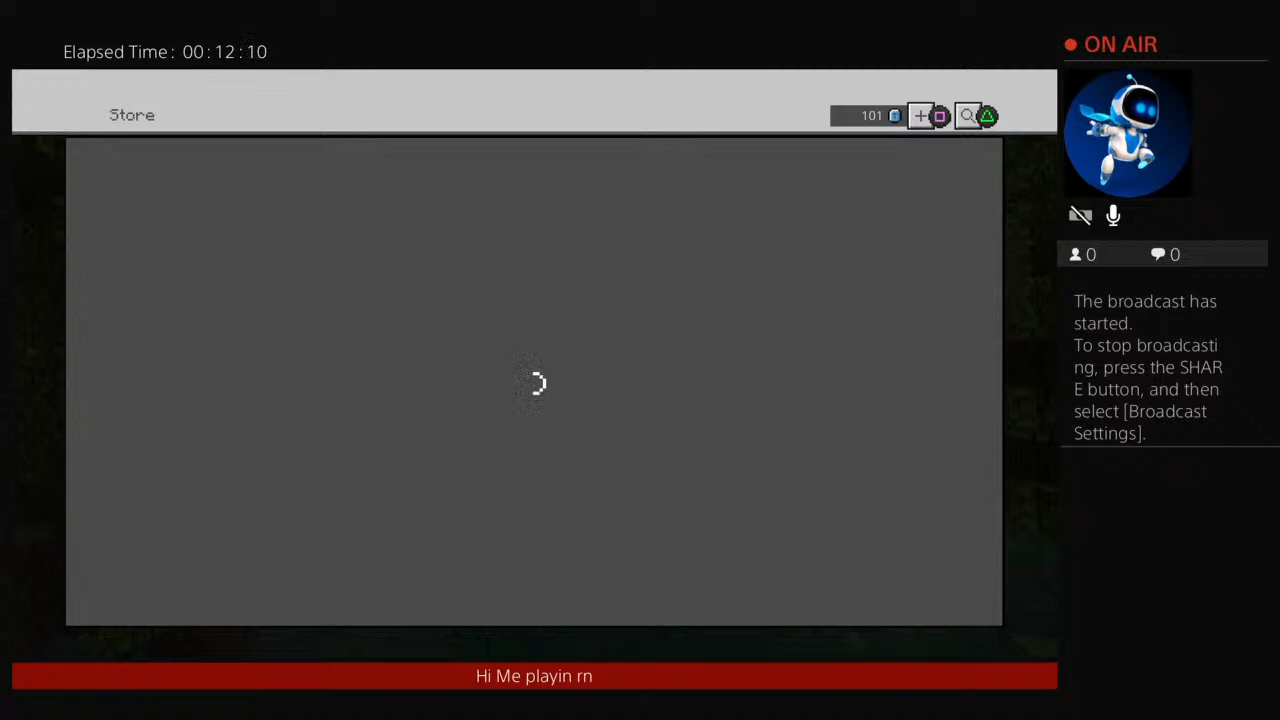 Elapsed Time: 00:12:10
ON AIR
Store
101
0
0
The broadcast has
started.
To stop broadcasti
ng, press the SHAR
E button, and then
select [Broadcast
Settings].
Hi Me playin rn